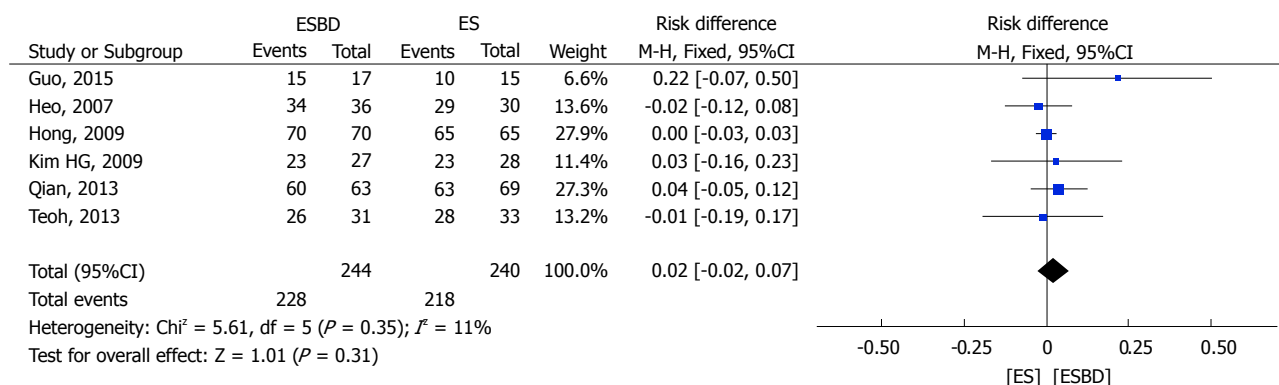 ESBD ES Risk difference Risk difference
Study or Subgroup Events Total Events Total Weight M-H, Fixed, 95%CI M-H, Fixed, 95%CI
Guo, 2015 15 17 10 15 6.6% 0.22 [-0.07, 0.50]
Heo, 2007 34 36 29 30 13.6% -0.02 [-0.12, 0.08]
Hong, 2009 70 70 65 65 27.9% 0.00 [-0.03, 0.03]
Kim HG, 2009 23 27 23 28 11.4% 0.03 [-0.16, 0.23]
Qian, 2013 60 63 63 69 27.3% 0.04 [-0.05, 0.12]
Teoh, 2013 26 31 28 33 13.2% -0.01 [-0.19, 0.17]
Total (95%CI) 244 240 100.0% 0.02 [-0.02, 0.07]
Total events 228 218
Heterogeneity: Chi² = 5.61, df = 5 (P = 0.35); I² = 11%
Test for overall effect: Z = 1.01 (P = 0.31)
-0.50 -0.25 0 0.25 0.50
[ES] [ESBD]